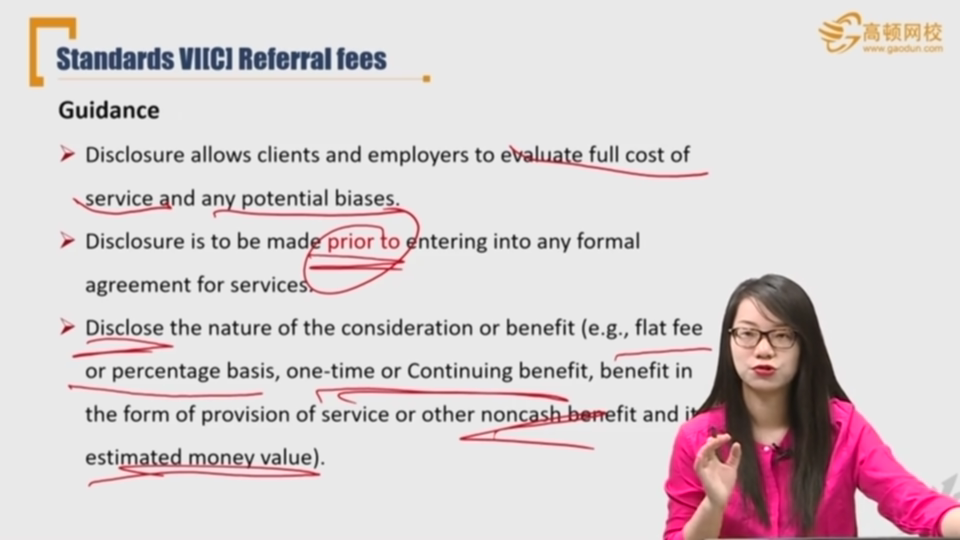 Standards VI[C] Referral fees
高顿网校
www.gaodun.com
Guidance
Disclosure allows clients and employers to evaluate full cost of
service and any potential biases.
Disclosure is to be made prior to entering into any formal
agreement for services.
Disclose the nature of the consideration or benefit (e.g., flat fee
or percentage basis, one-time or Continuing benefit, benefit in
the form of provision of service or other noncash benefit and it
estimated money value).